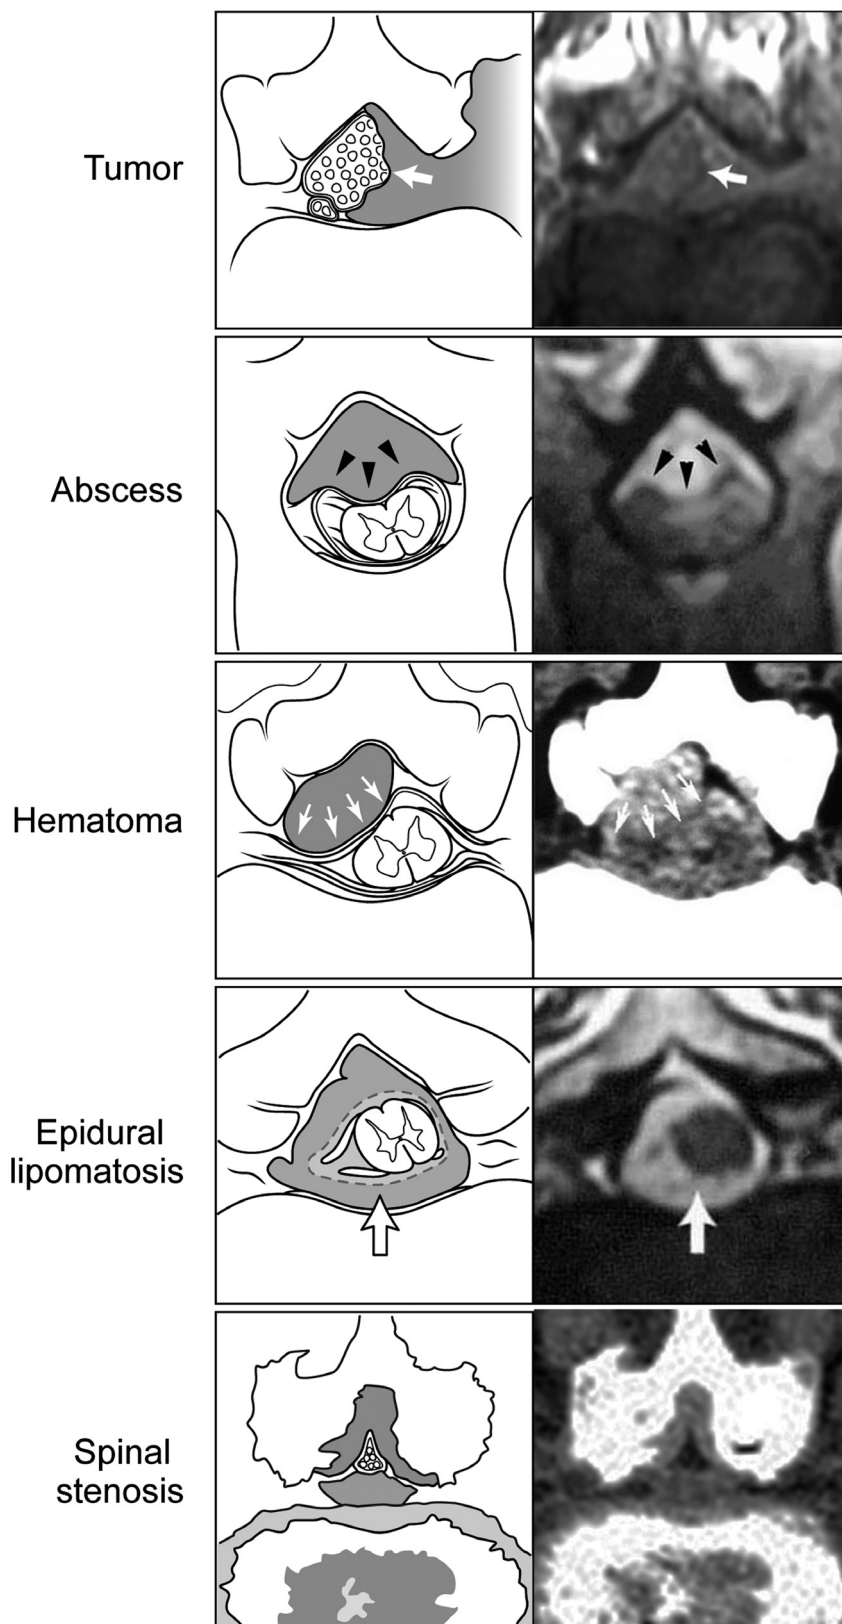 Tumor
Abscess
Hematoma
Epidural
lipomatosis
Spinal
stenosis